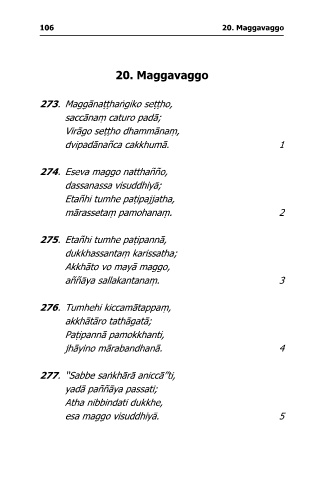 106 20. Maggavaggo
20. Maggavaggo
273. Maggānaṭṭhaṅgiko seṭṭho,
saccānaṃ caturo padā;
Virāgo seṭṭho dhammānaṃ,
dvipadānañca cakkhumā. 1
274. Eseva maggo natthañño,
dassanassa visuddhiyā;
Etañhi tumhe paṭipajjatha,
mārassetaṃ pamohanaṃ. 2
275. Etañhi tumhe paṭipannā,
dukkhassantaṃ karissatha;
Akkhāto vo mayā maggo,
aññāya sallakantanaṃ. 3
276. Tumhehi kiccamātappaṃ,
akkhātāro tathāgatā;
Paṭipannā pamokkhanti,
jhāyino mārabandhanā. 4
277. “Sabbe saṅkhārā aniccā”ti,
yadā paññāya passati;
Atha nibbindati dukkhe,
esa maggo visuddhiyā. 5